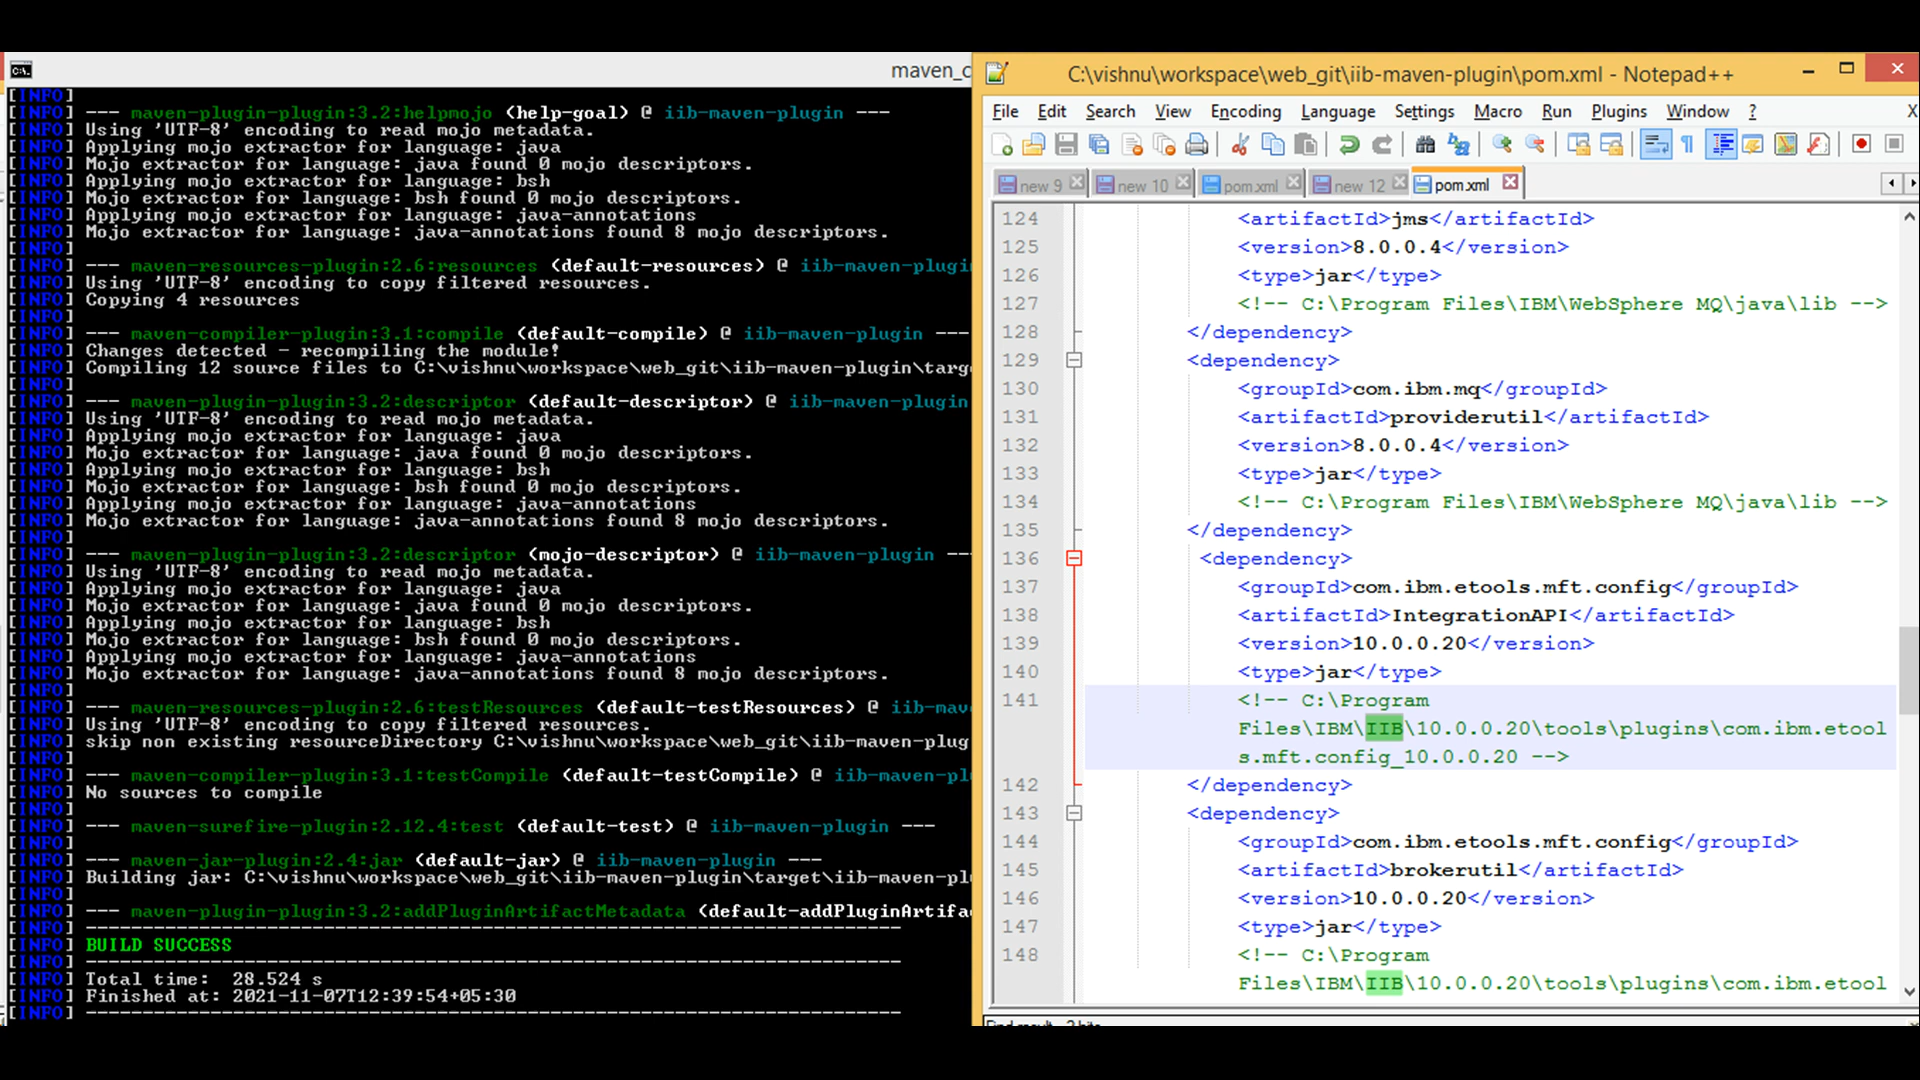 maven_c
[INFO]
[INFO] --- maven-plugin-plugin:3.2:helpmojo (help-goal) @ iib-maven-plugin ---
[INFO] Using 'UTF-8' encoding to read mojo metadata.
[INFO] Applying mojo extractor for language: java
[INFO] Mojo extractor for language: java found 0 mojo descriptors.
[INFO] Applying mojo extractor for language: bsh
[INFO] Mojo extractor for language: bsh found 0 mojo descriptors.
[INFO] Applying mojo extractor for language: java-annotations
[INFO] Mojo extractor for language: java-annotations found 8 mojo descriptors.
[INFO]
[INFO] --- maven-resources-plugin:2.6:resources (default-resources) @ iib-maven-plugin
[INFO] Using 'UTF-8' encoding to copy filtered resources.
[INFO] Copying 4 resources
[INFO]
[INFO] --- maven-compiler-plugin:3.1:compile (default-compile) @ iib-maven-plugin ---
[INFO] Changes detected - recompiling the module!
[INFO] Compiling 12 source files to C:\vishnu\workspace\web_git\iib-maven-plugin\targ
[INFO]
[INFO] --- maven-plugin-plugin:3.2:descriptor (default-descriptor) @ iib-maven-plugin
[INFO] Using 'UTF-8' encoding to read mojo metadata.
[INFO] Applying mojo extractor for language: java
[INFO] Mojo extractor for language: java found 0 mojo descriptors.
[INFO] Applying mojo extractor for language: bsh
[INFO] Mojo extractor for language: bsh found 0 mojo descriptors.
[INFO] Applying mojo extractor for language: java-annotations
[INFO] Mojo extractor for language: java-annotations found 8 mojo descriptors.
[INFO]
[INFO] --- maven-plugin-plugin:3.2:descriptor (mojo-descriptor) @ iib-maven-plugin --
[INFO] Using 'UTF-8' encoding to read mojo metadata.
[INFO] Applying mojo extractor for language: java
[INFO] Mojo extractor for language: java found 0 mojo descriptors.
[INFO] Applying mojo extractor for language: bsh
[INFO] Mojo extractor for language: bsh found 0 mojo descriptors.
[INFO] Applying mojo extractor for language: java-annotations
[INFO] Mojo extractor for language: java-annotations found 8 mojo descriptors.
[INFO]
[INFO] --- maven-resources-plugin:2.6:testResources (default-testResources) @ iib-ma
[INFO] Using 'UTF-8' encoding to copy filtered resources.
[INFO] skip non existing resourceDirectory C:\vishnu\workspace\web_git\iib-maven-plug
[INFO]
[INFO] --- maven-compiler-plugin:3.1:testCompile (default-testCompile) @ iib-maven-p
[INFO] No sources to compile
[INFO]
[INFO] --- maven-surefire-plugin:2.12.4:test (default-test) @ iib-maven-plugin ---
[INFO]
[INFO] --- maven-jar-plugin:2.4:jar (default-jar) @ iib-maven-plugin ---
[INFO] Building jar: C:\vishnu\workspace\web_git\iib-maven-plugin\target\iib-maven-pl
[INFO]
[INFO] --- maven-plugin-plugin:3.2:addPluginArtifactMetadata (default-addPluginArtifa
[INFO] ------------------------------------------------------------------------
[INFO] BUILD SUCCESS
[INFO] ------------------------------------------------------------------------
[INFO] Total time: 28.524 s
[INFO] Finished at: 2021-11-07T12:39:54+05:30
[INFO] ------------------------------------------------------------------------
C:\vishnu\workspace\web_git\iib-maven-plugin\pom.xml - Notepad++
File Edit Search View Encoding Language Settings Macro Run Plugins Window ? X
new 9 new 10 pom.xml new 12 pom.xml
124 <artifactId>jms</artifactId>
125 <version>8.0.0.4</version>
126 <type>jar</type>
127 <!-- C:\Program Files\IBM\WebSphere MQ\java\lib -->
128 </dependency>
129 <dependency>
130 <groupId>com.ibm.mq</groupId>
131 <artifactId>providerutil</artifactId>
132 <version>8.0.0.4</version>
133 <type>jar</type>
134 <!-- C:\Program Files\IBM\WebSphere MQ\java\lib -->
135 </dependency>
136 <dependency>
137 <groupId>com.ibm.etools.mft.config</groupId>
138 <artifactId>IntegrationAPI</artifactId>
139 <version>10.0.0.20</version>
140 <type>jar</type>
141 <!-- C:\Program
Files\IBM\IIB\10.0.0.20\tools\plugins\com.ibm.etool
s.mft.config_10.0.0.20 -->
142 </dependency>
143 <dependency>
144 <groupId>com.ibm.etools.mft.config</groupId>
145 <artifactId>brokerutil</artifactId>
146 <version>10.0.0.20</version>
147 <type>jar</type>
148 <!-- C:\Program
Files\IBM\IIB\10.0.0.20\tools\plugins\com.ibm.etool